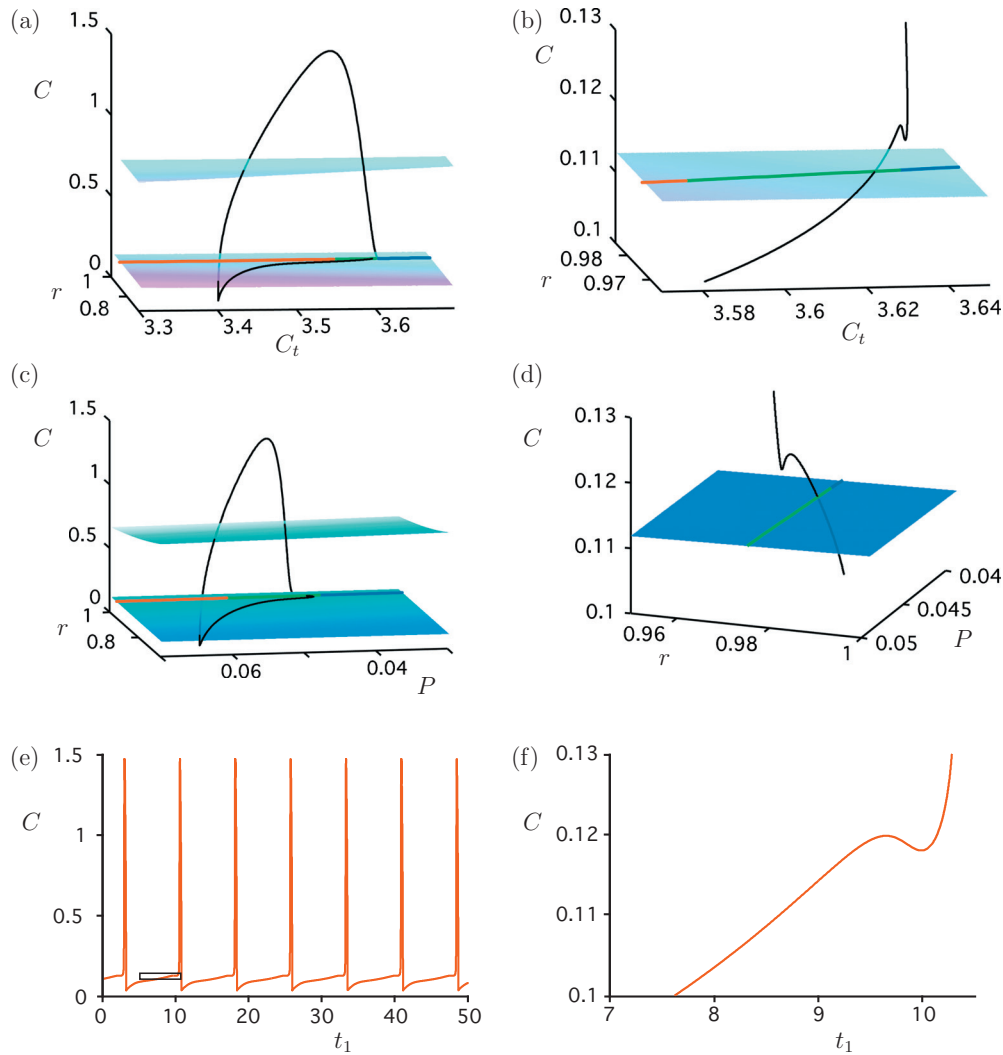 (a)
1.5
C
1
0.5
0
1
r
0.8
3.3
3.4
3.5
3.6
C_t
(b)
0.13
C
0.12
0.11
0.1
0.98
r
0.97
3.58
3.6
3.62
3.64
C_t
(c)
1.5
C
1
0.5
0
1
r
0.8
0.06
0.04
P
(d)
0.13
C
0.12
0.11
0.1
0.96
0.98
1
r
0.04
0.045
0.05
P
(e)
1.5
C
1
0.5
0
0 10 20 30 40 50
t_1
(f)
0.13
C
0.12
0.11
0.1
7 8 9 10
t_1